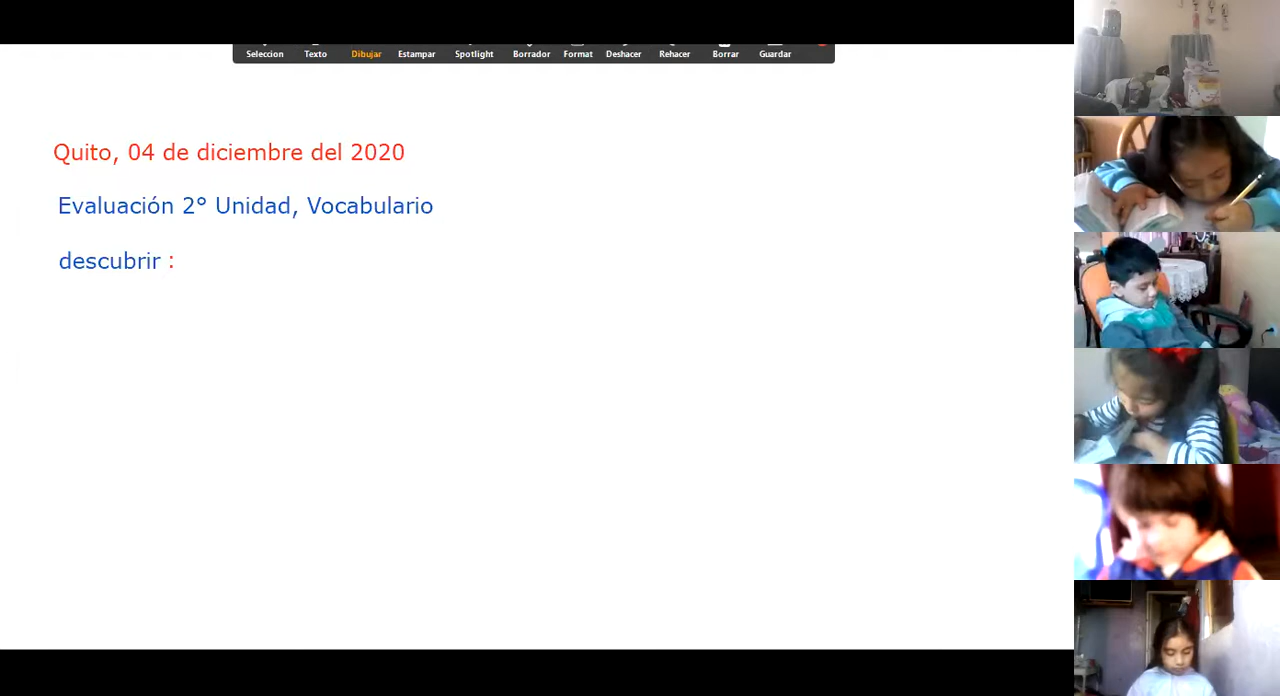 Seleccion Texto Dibujar Estampar Spotlight Borrador Format Deshacer Rehacer Borrar Guardar
Quito, 04 de diciembre del 2020
Evaluación 2° Unidad, Vocabulario
descubrir :